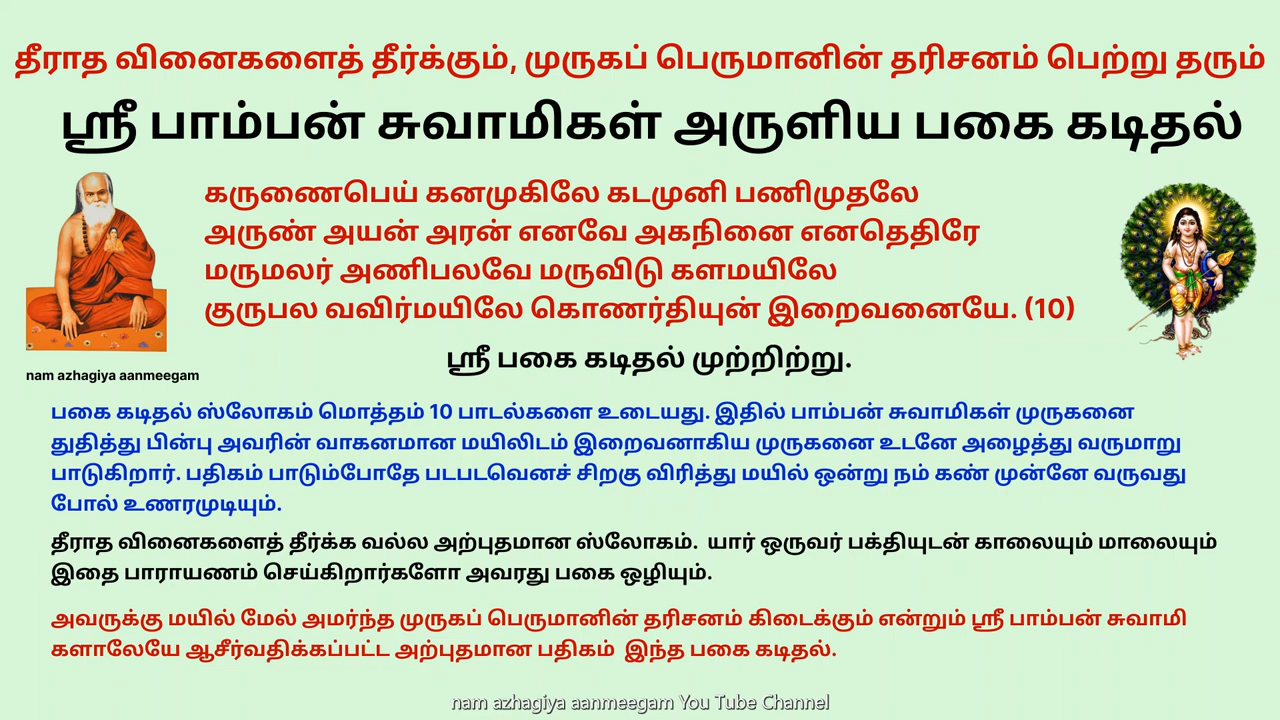 தீராத வினைகளைத் தீர்க்கும், முருகப் பெருமானின் தரிசனம் பெற்று தரும்
ஸ்ரீ பாம்பன் சுவாமிகள் அருளிய பகை கடிதல்
கருணைபெய் கனமுகிலே கடமுனி பணிமுதலே
அருண் அயன் அரன் எனவே அகநினை எனதெதிரே
மருமலர் அணிபலவே மருவிடு களமயிலே
குருபல வவிர்மயிலே கொணர்தியுன் இறைவனையே. (10)
ஸ்ரீ பகை கடிதல் முற்றிற்று.
nam azhagiya aanmeegam
பகை கடிதல் ஸ்லோகம் மொத்தம் 10 பாடல்களை உடையது. இதில் பாம்பன் சுவாமிகள் முருகனை
துதித்து பின்பு அவரின் வாகனமான மயிலிடம் இறைவனாகிய முருகனை உடனே அழைத்து வருமாறு
பாடுகிறார். பதிகம் பாடும்போதே படபடவெனச் சிறகு விரித்து மயில் ஒன்று நம் கண் முன்னே வருவது
போல் உணரமுடியும்.
தீராத வினைகளைத் தீர்க்க வல்ல அற்புதமான ஸ்லோகம். யார் ஒருவர் பக்தியுடன் காலையும் மாலையும்
இதை பாராயணம் செய்கிறார்களோ அவரது பகை ஒழியும்.
அவருக்கு மயில் மேல் அமர்ந்த முருகப் பெருமானின் தரிசனம் கிடைக்கும் என்றும் ஸ்ரீ பாம்பன் சுவாமி
களாலேயே ஆசீர்வதிக்கப்பட்ட அற்புதமான பதிகம் இந்த பகை கடிதல்.
nam azhagiya aanmeegam You Tube Channel